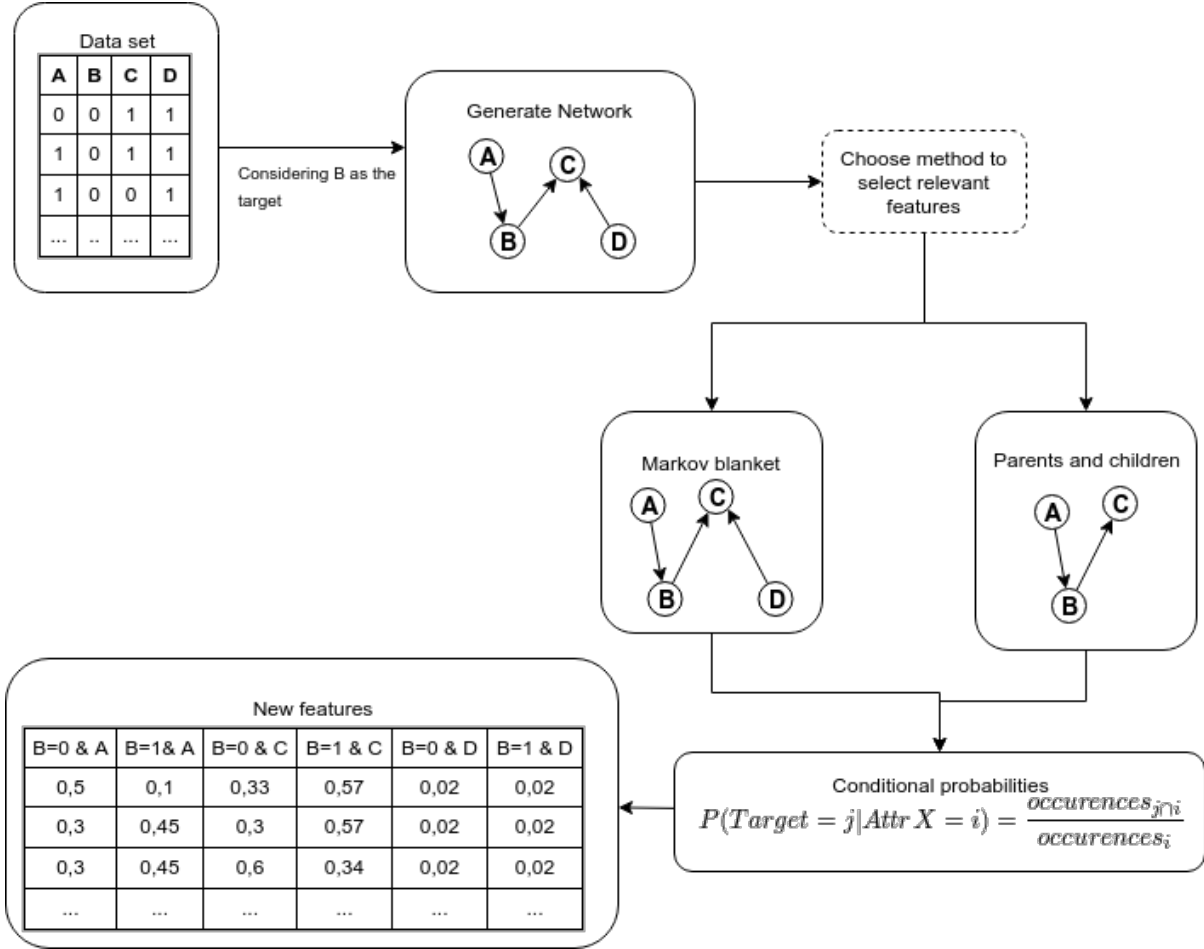 Data set
A B C D
0 0 1 1
1 0 1 1
1 0 0 1
... .. ... ...
Considering B as the
target
Generate Network
A
C
B
D
Choose method to
select relevant
features
Markov blanket
A
C
B
D
Parents and children
A
C
B
Conditional probabilities
P(Target = j|Attr X = i) = occurences_{j∩i} / occurences_i
New features
B=0 & A B=1& A B=0 & C B=1 & C B=0 & D B=1 & D
0,5 0,1 0,33 0,57 0,02 0,02
0,3 0,45 0,3 0,57 0,02 0,02
0,3 0,45 0,6 0,34 0,02 0,02
... ... ... ... ... ...